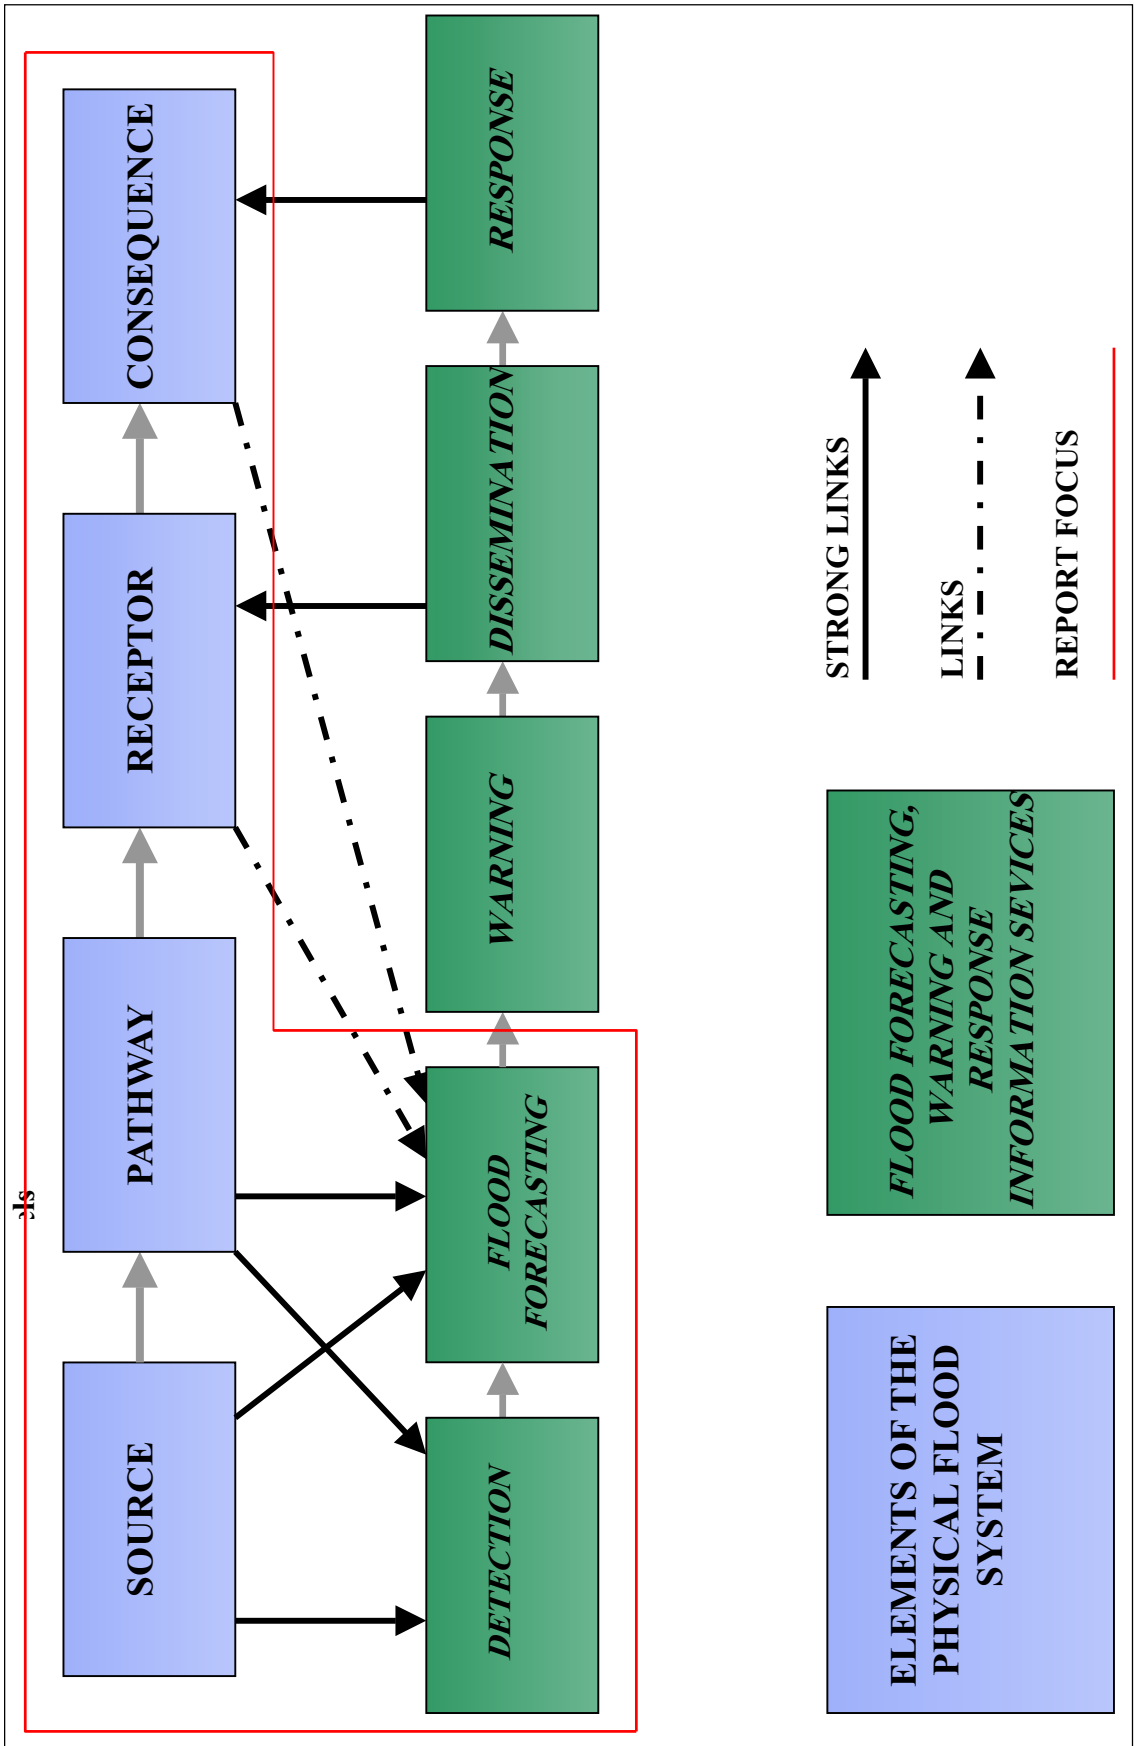 els
SOURCE
PATHWAY
RECEPTOR
CONSEQUENCE
DETECTION
FLOOD
FORECASTING
WARNING
DISSEMINATION
RESPONSE
ELEMENTS OF THE
PHYSICAL FLOOD
SYSTEM
FLOOD FORECASTING,
WARNING AND
RESPONSE
INFORMATION SEVICES
STRONG LINKS
LINKS
REPORT FOCUS